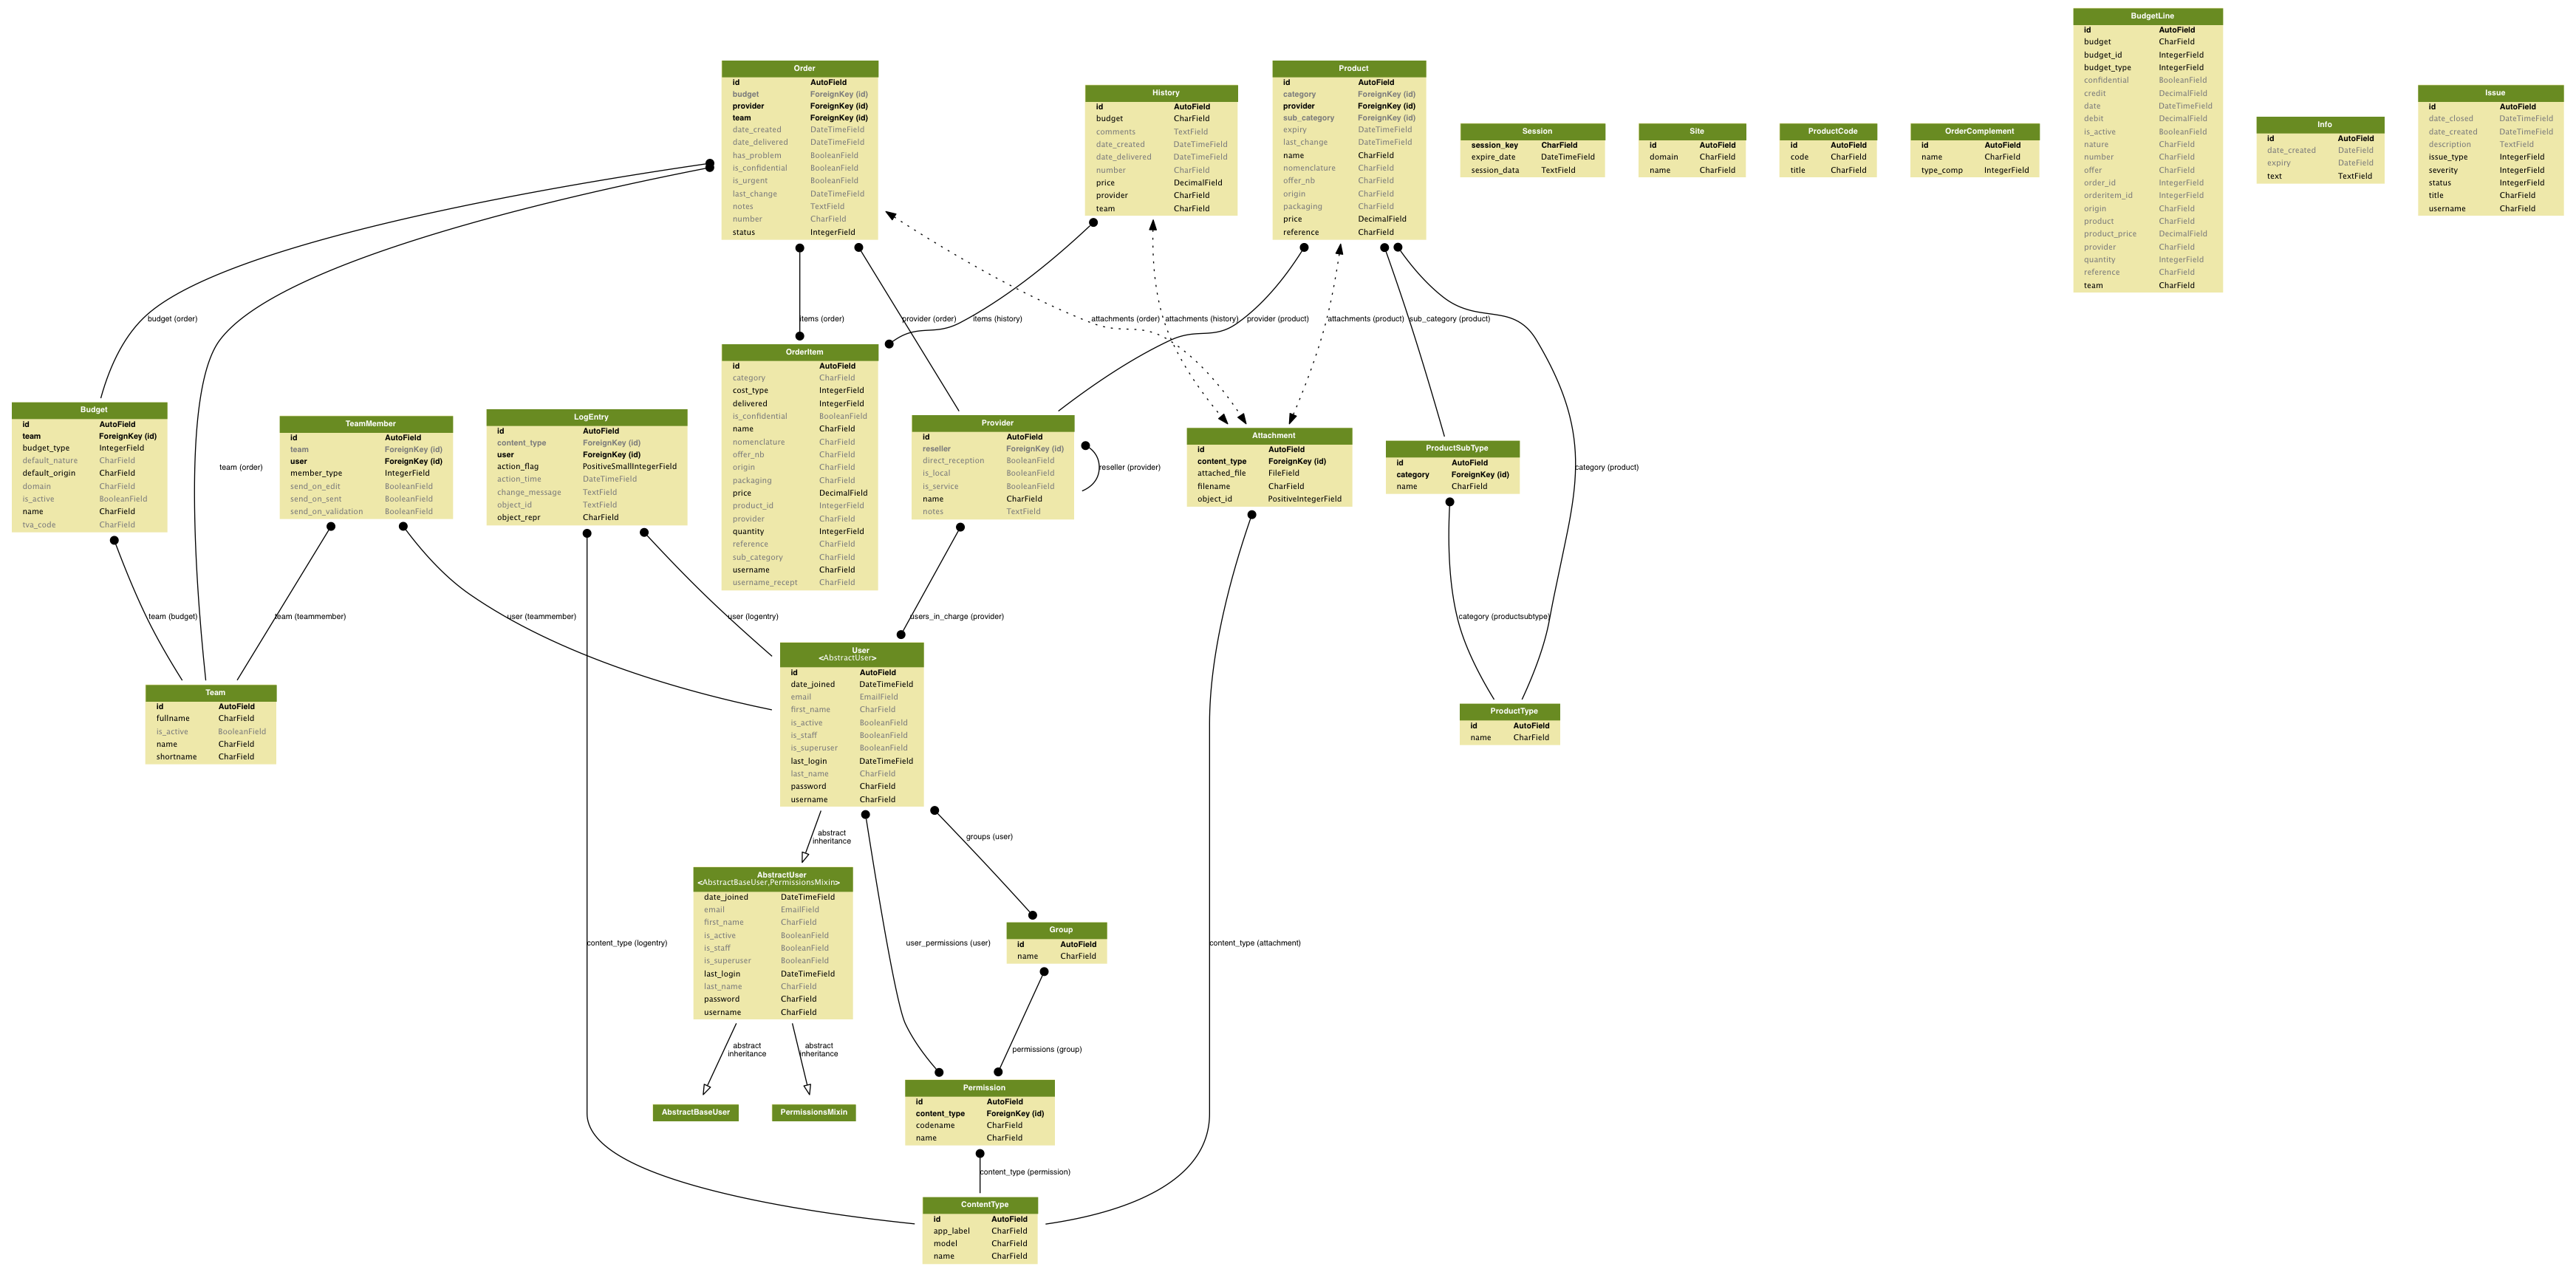 Order
id AutoField
budget ForeignKey (id)
provider ForeignKey (id)
team ForeignKey (id)
date_created DateTimeField
date_delivered DateTimeField
has_problem BooleanField
is_confidential BooleanField
is_urgent BooleanField
last_change DateTimeField
notes TextField
number CharField
status IntegerField
History
id AutoField
budget CharField
comments TextField
date_created DateTimeField
date_delivered DateTimeField
number CharField
price DecimalField
provider CharField
team CharField
Product
id AutoField
category ForeignKey (id)
provider ForeignKey (id)
sub_category ForeignKey (id)
expiry DateTimeField
last_change DateTimeField
name CharField
nomenclature CharField
offer_nb CharField
origin CharField
packaging CharField
price DecimalField
reference CharField
Session
session_key CharField
expire_date DateTimeField
session_data TextField
Site
id AutoField
domain CharField
name CharField
ProductCode
id AutoField
code CharField
title CharField
OrderComplement
id AutoField
name CharField
type_comp IntegerField
BudgetLine
id AutoField
budget CharField
budget_id IntegerField
budget_type IntegerField
confidential BooleanField
credit DecimalField
date DateTimeField
debit DecimalField
is_active BooleanField
nature CharField
number CharField
offer CharField
order_id IntegerField
orderitem_id IntegerField
origin CharField
product CharField
product_price DecimalField
provider CharField
quantity IntegerField
reference CharField
team CharField
Info
id AutoField
date_created DateField
expiry DateField
text TextField
Issue
id AutoField
date_closed DateTimeField
date_created DateTimeField
description TextField
issue_type IntegerField
severity IntegerField
status IntegerField
title CharField
username CharField
budget (order)
items (order)
provider (order)
items (history)
attachments (order)
attachments (history)
provider (product)
attachments (product)
sub_category (product)
team (order)
category (product)
Budget
id AutoField
team ForeignKey (id)
budget_type IntegerField
default_nature CharField
default_origin CharField
domain CharField
is_active BooleanField
name CharField
tva_code CharField
TeamMember
id AutoField
team ForeignKey (id)
user ForeignKey (id)
member_type IntegerField
send_on_edit BooleanField
send_on_sent BooleanField
send_on_validation BooleanField
LogEntry
id AutoField
content_type ForeignKey (id)
user ForeignKey (id)
action_flag PositiveSmallIntegerField
action_time DateTimeField
change_message TextField
object_id TextField
object_repr CharField
OrderItem
id AutoField
category CharField
cost_type IntegerField
delivered IntegerField
is_confidential BooleanField
name CharField
nomenclature CharField
offer_nb CharField
origin CharField
packaging CharField
price DecimalField
product_id IntegerField
provider CharField
quantity IntegerField
reference CharField
sub_category CharField
username CharField
username_recept CharField
Provider
id AutoField
reseller ForeignKey (id)
direct_reception BooleanField
is_local BooleanField
is_service BooleanField
name CharField
notes TextField
reseller (provider)
Attachment
id AutoField
content_type ForeignKey (id)
attached_file FileField
filename CharField
object_id PositiveIntegerField
ProductSubType
id AutoField
category ForeignKey (id)
name CharField
team (budget)
team (teammember)
user (teammember)
user (logentry)
users_in_charge (provider)
category (productsubtype)
Team
id AutoField
fullname CharField
is_active BooleanField
name CharField
shortname CharField
User
<AbstractUser>
id AutoField
date_joined DateTimeField
email EmailField
first_name CharField
is_active BooleanField
is_staff BooleanField
is_superuser BooleanField
last_login DateTimeField
last_name CharField
password CharField
username CharField
ProductType
id AutoField
name CharField
abstract
inheritance
groups (user)
AbstractUser
<AbstractBaseUser,PermissionsMixin>
date_joined DateTimeField
email EmailField
first_name CharField
is_active BooleanField
is_staff BooleanField
is_superuser BooleanField
last_login DateTimeField
last_name CharField
password CharField
username CharField
content_type (logentry)
user_permissions (user)
Group
id AutoField
name CharField
content_type (attachment)
abstract
inheritance
abstract
inheritance
permissions (group)
AbstractBaseUser
PermissionsMixin
Permission
id AutoField
content_type ForeignKey (id)
codename CharField
name CharField
content_type (permission)
ContentType
id AutoField
app_label CharField
model CharField
name CharField